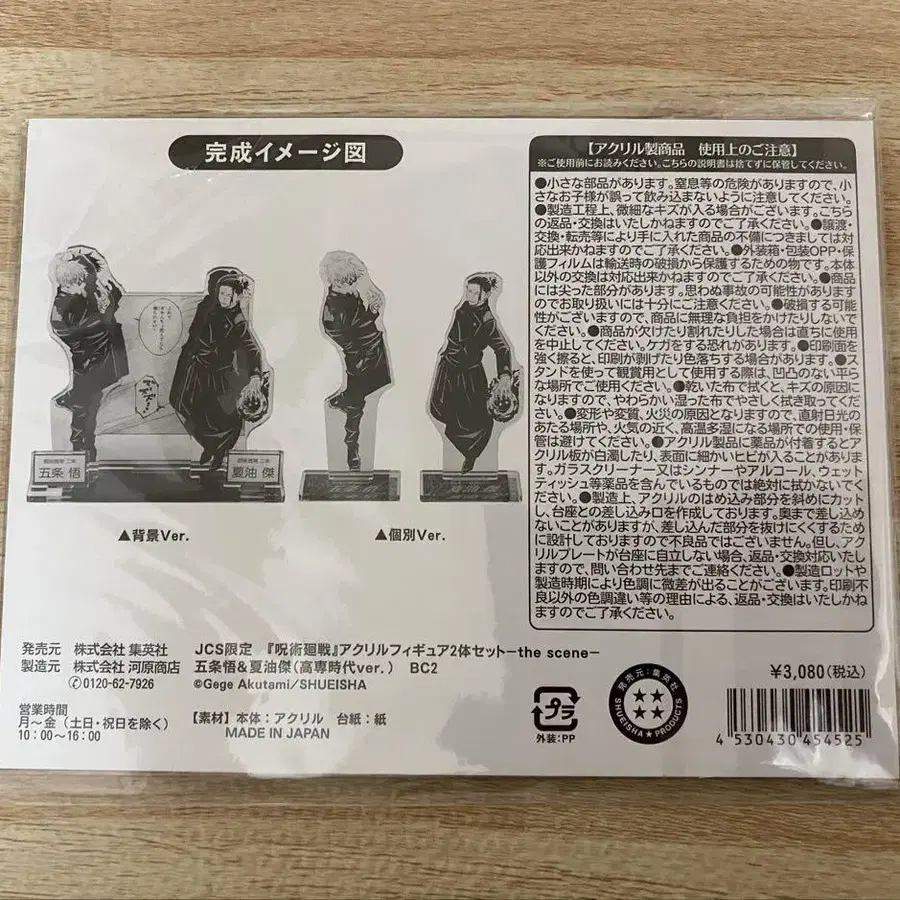 完成イメージ図
五条 悟
夏油 傑
▲背景Ver.
▲個別Ver.
【アクリル製商品 使用上のご注意】
※ご使用前にお読みください。こちらの説明書は捨てずに保管してください。
●小さな部品があります。窒息等の危険がありますので、小
さなお子様が誤って飲み込まないように注意してください。
●製造工程上、微細なキズが入る場合がございます。こちら
の返品・交換はいたしかねますのでご了承ください。●譲渡・
交換・転売等により手に入れた商品の不備につきましては対
応出来かねますのでご了承ください。●外装箱・包装OPP・保
護フィルムは輸送時の破損から保護するための物です。本体
以外の交換は対応出来かねますのでご了承ください。●商品
には尖った部分があります。思わぬ事故の可能性があります
のでお取り扱いには十分にご注意ください。●破損する可能
性がございますので、商品に無理な負担をかけたりしないで
ください。●商品が欠けたり割れたりした場合は直ちに使用
を中止してください。ケガをする恐れがあります。●印刷面を
強く擦ると、印刷が剥げたり色落ちする場合があります。●ス
タンドを使って観賞用として使用する際は、凹凸のない平ら
な場所でご使用ください。●乾いた布で拭くと、キズの原因に
なりますので、やわらかい湿った布でやさしく拭き取ってくだ
さい。●変形や変質、火災の原因となりますので、直射日光の
あたる場所や、火気の近く、高温多湿になる場所での使用・保
管は避けてください。●アクリル製品に薬品が付着するとア
クリル板が白濁したり、表面に細かいヒビが入ることがありま
す。ガラスクリーナー又はシンナーやアルコール、ウェット
ティッシュ等薬品を含んでいるものでは絶対に拭かないでく
ださい。●製造上、アクリルのはめ込み部分を斜めにカット
し、台座との差し込み口を作成しております。奥まで差し込め
ないことがありますが、差し込んだ部分を抜けにくくするため
に設計しておりますので不良品ではございません。但し、アク
リルプレートが台座に自立しない場合、返品・交換対応いたし
ますので、問い合わせ先までご連絡ください。●製造ロットや
製造時期により色調に微差が出ることがございます。印刷不
良以外の色調違い等の理由による、返品・交換はいたしかね
ますのでご了承ください。
発売元 株式会社 集英社
製造元 株式会社 河原商店
✆0120-62-7926
営業時間
月～金（土日・祝日を除く）
10：00～16：00
JCS限定 『呪術廻戦』アクリルフィギュア2体セット−the scene−
五条悟&夏油傑（高専時代ver.） BC2
©Gege Akutami/SHUEISHA
【素材】本体：アクリル 台紙：紙
MADE IN JAPAN
プラ
外装：PP
発売元：集英社
SHUEISHA★PRODUCTS
¥3,080（税込）
4 530430 454525